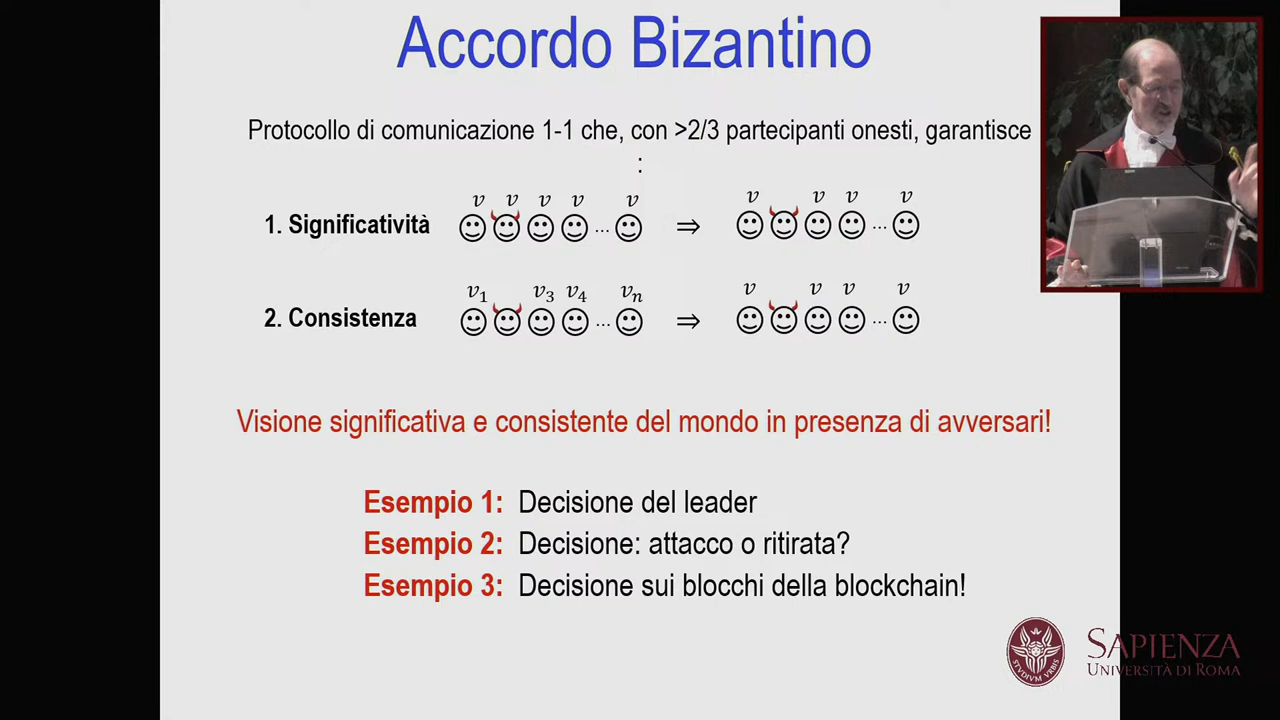 Accordo Bizantino
Protocollo di comunicazione 1-1 che, con >2/3 partecipanti onesti, garantisce
:
v v v v v v v v v v
1. Significatività ... ⇒ ...
v₁ v₃ v₄ vₙ v v v v
2. Consistenza ... ⇒ ...
Visione significativa e consistente del mondo in presenza di avversari!
Esempio 1: Decisione del leader
Esempio 2: Decisione: attacco o ritirata?
Esempio 3: Decisione sui blocchi della blockchain!
STVDIVM VRBIS
SAPIENZA
UNIVERSITÀ DI ROMA